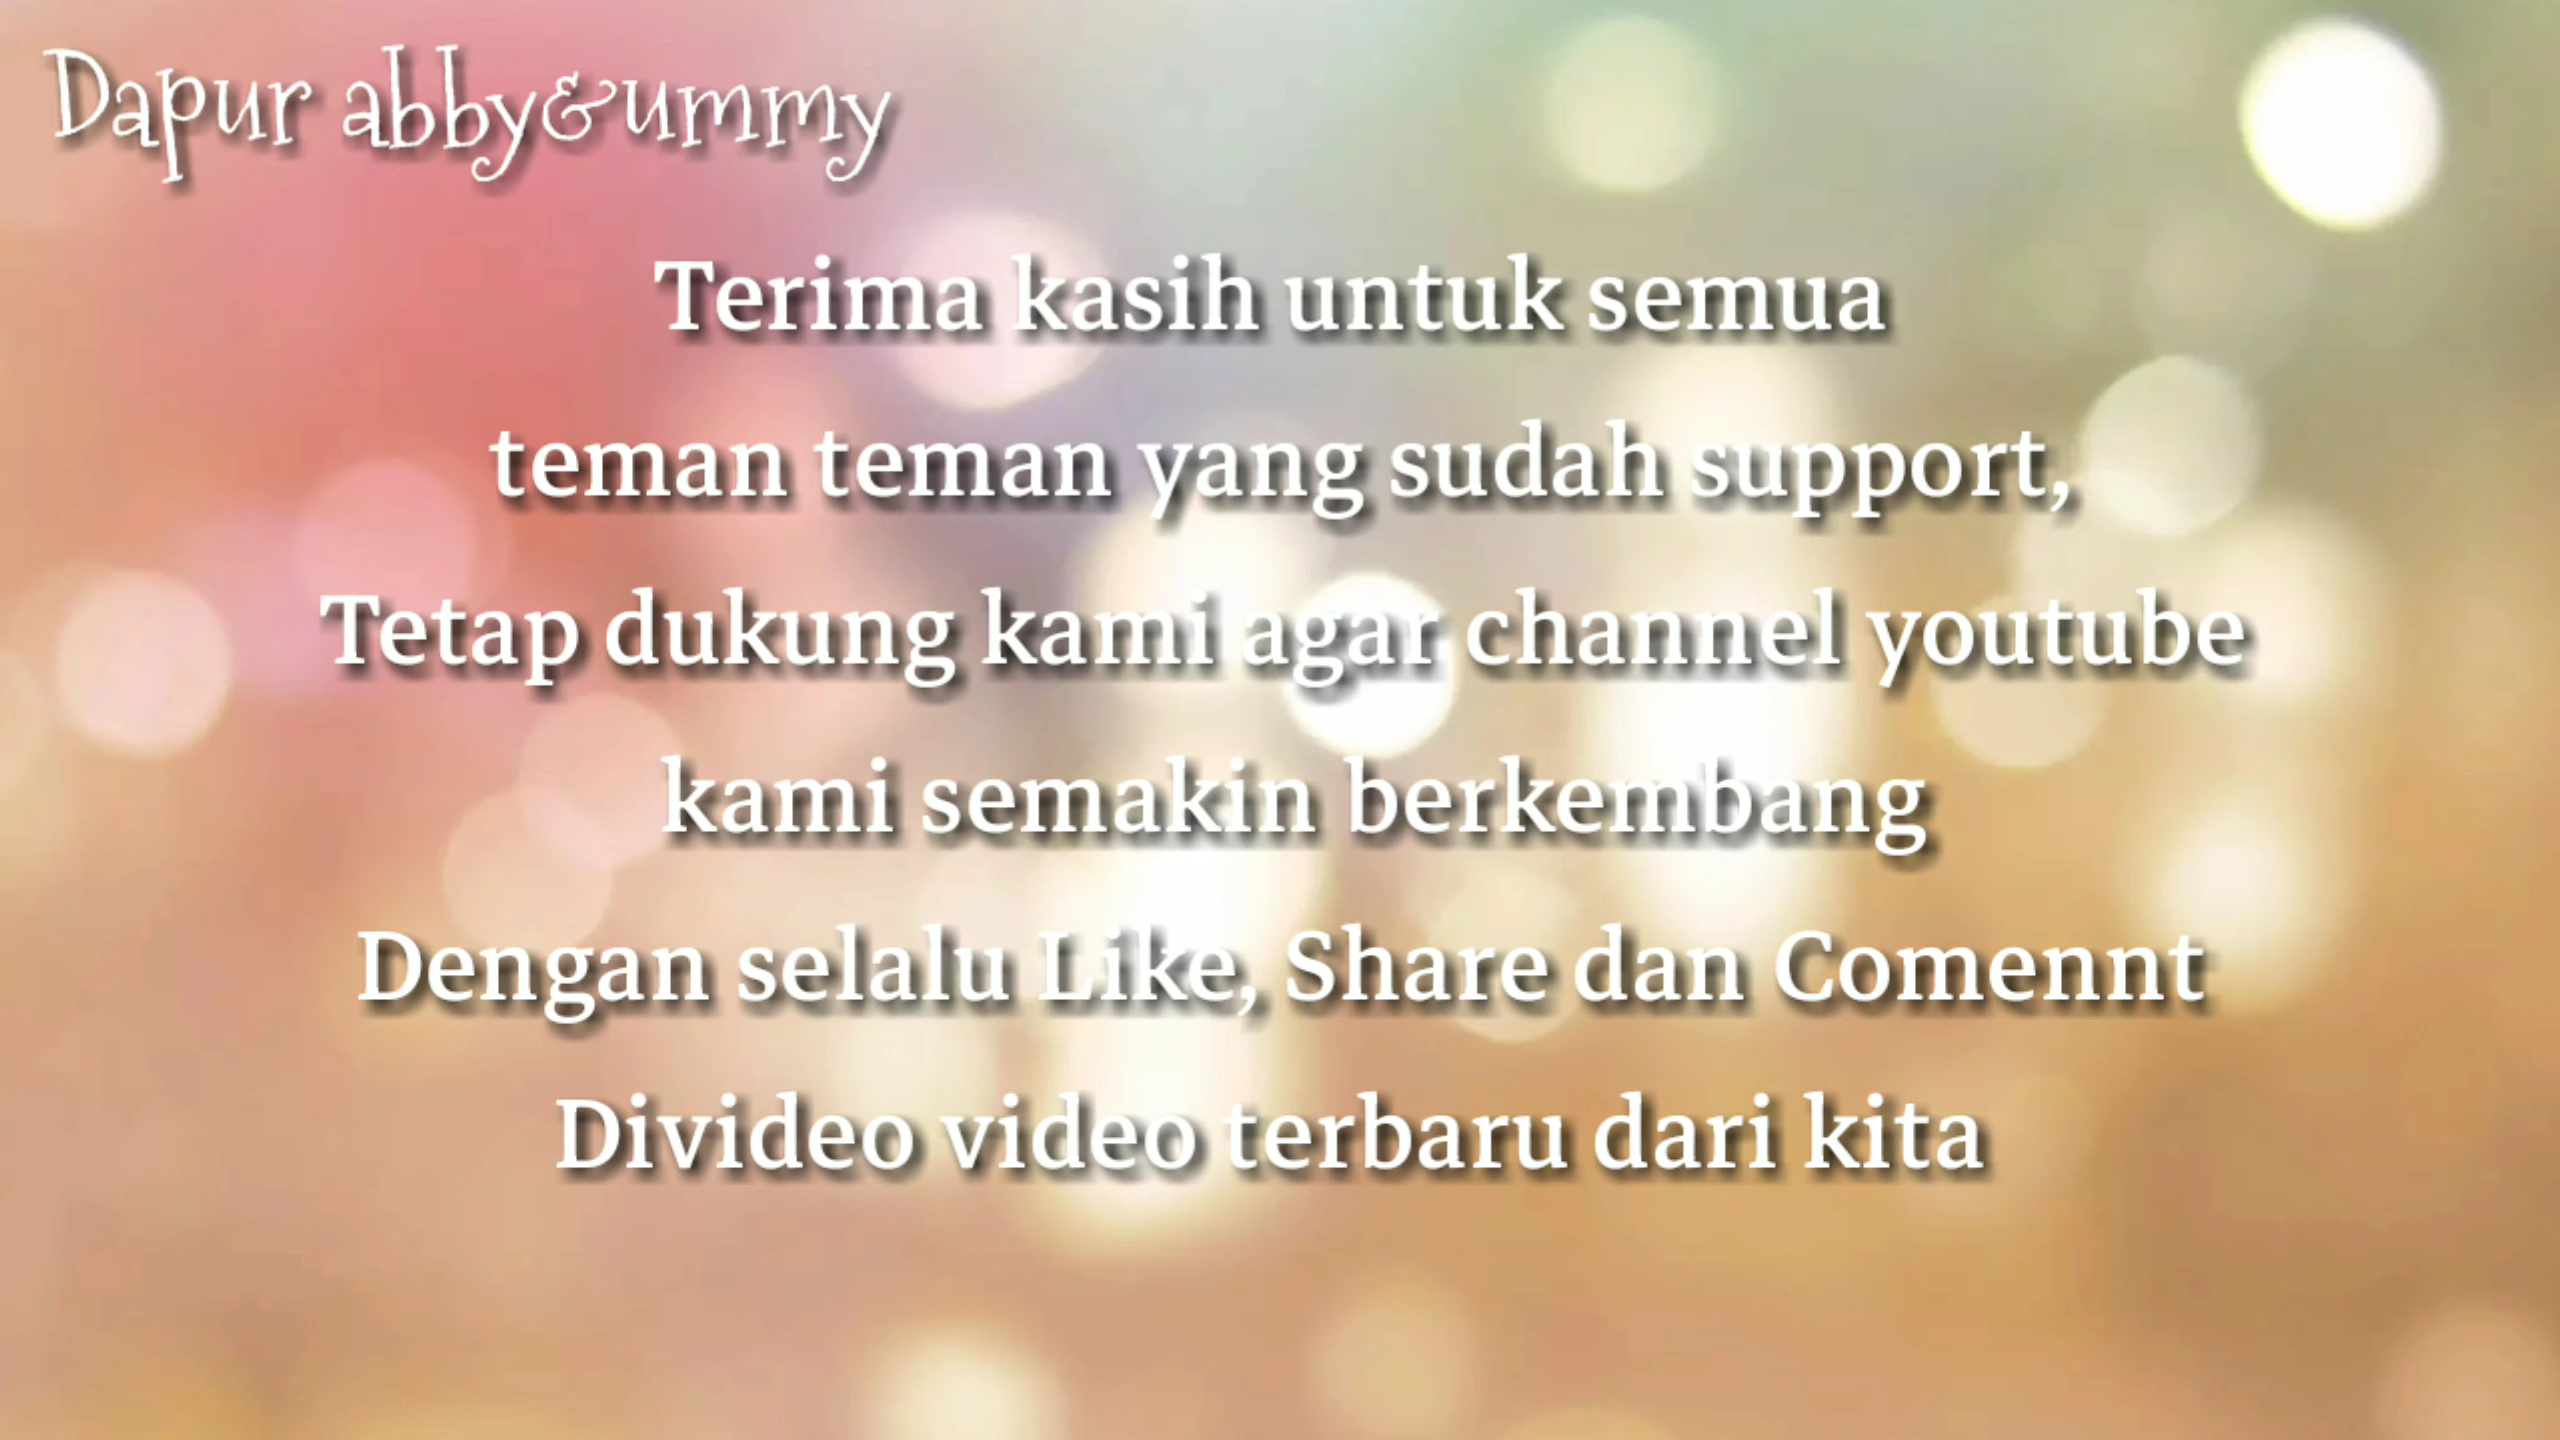 Dapur abby&ummy
Terima kasih untuk semua
teman teman yang sudah support,
Tetap dukung kami agar channel youtube
kami semakin berkembang
Dengan selalu Like, Share dan Comennt
Divideo video terbaru dari kita